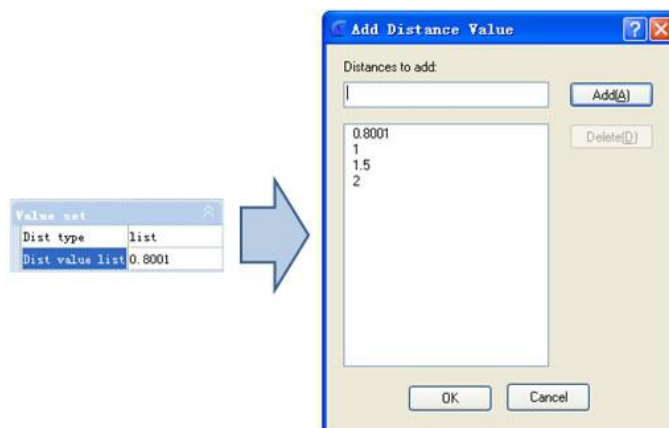 Value set
Dist type list
Dist value list 0.8001
Add Distance Value
Distances to add:
Add(A)
Delete(D)
0.8001
1
1.5
2
OK
Cancel